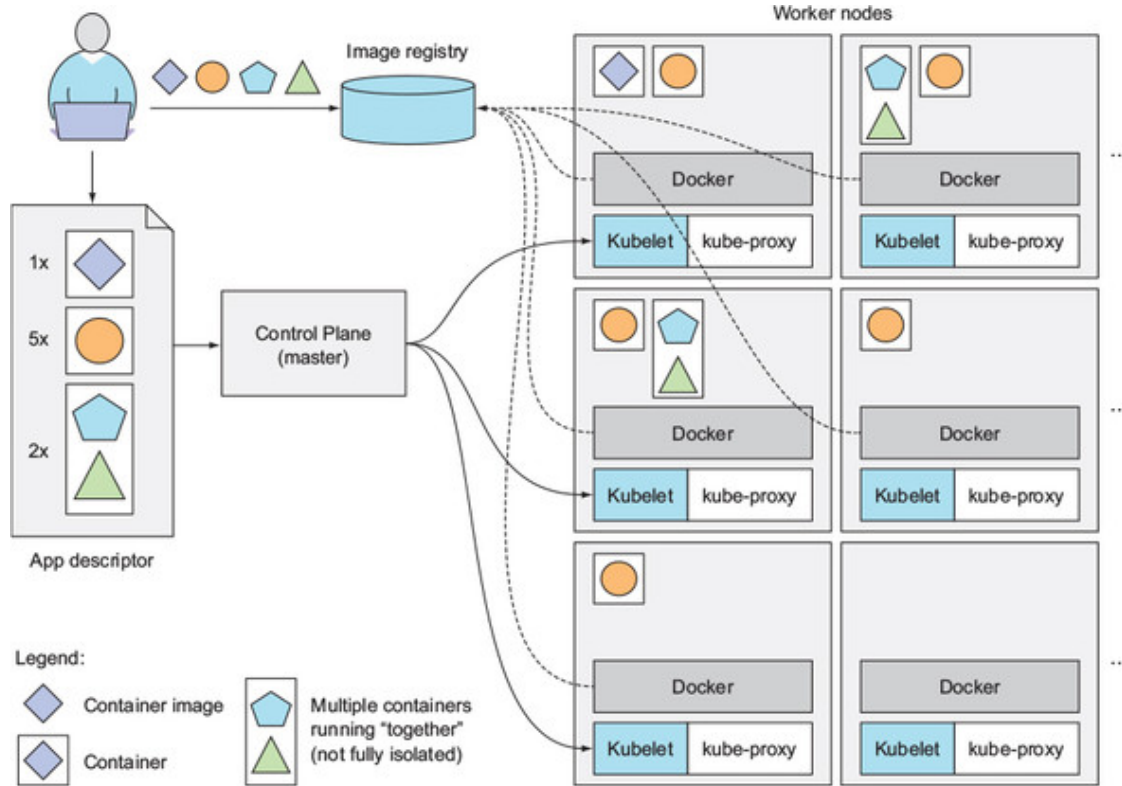 Worker nodes
Image registry
Docker
Kubelet
kube-proxy
Docker
Kubelet
kube-proxy
..
1x
5x
2x
App descriptor
Control Plane
(master)
Docker
Kubelet
kube-proxy
Docker
Kubelet
kube-proxy
..
Docker
Kubelet
kube-proxy
Docker
Kubelet
kube-proxy
..
Legend:
Container image
Container
Multiple containers
running “together”
(not fully isolated)